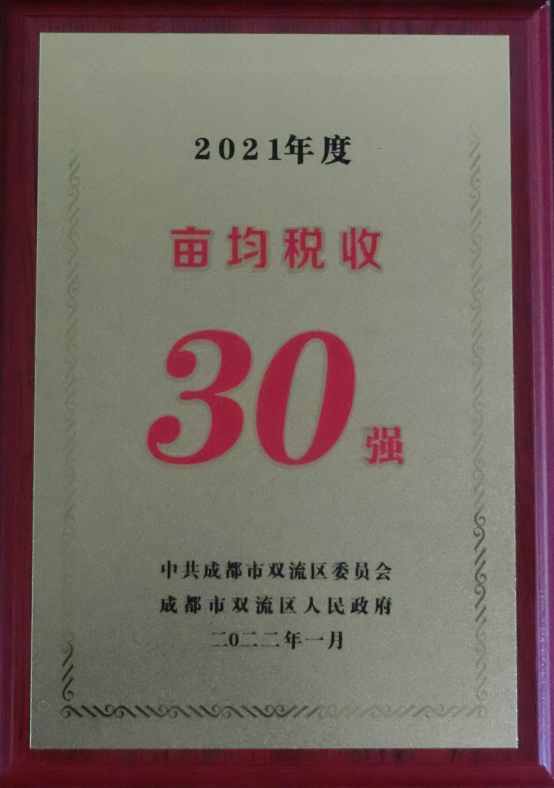 2021年度
亩均税收
30强
中共成都市双流区委员会
成都市双流区人民政府
二0二二年一月